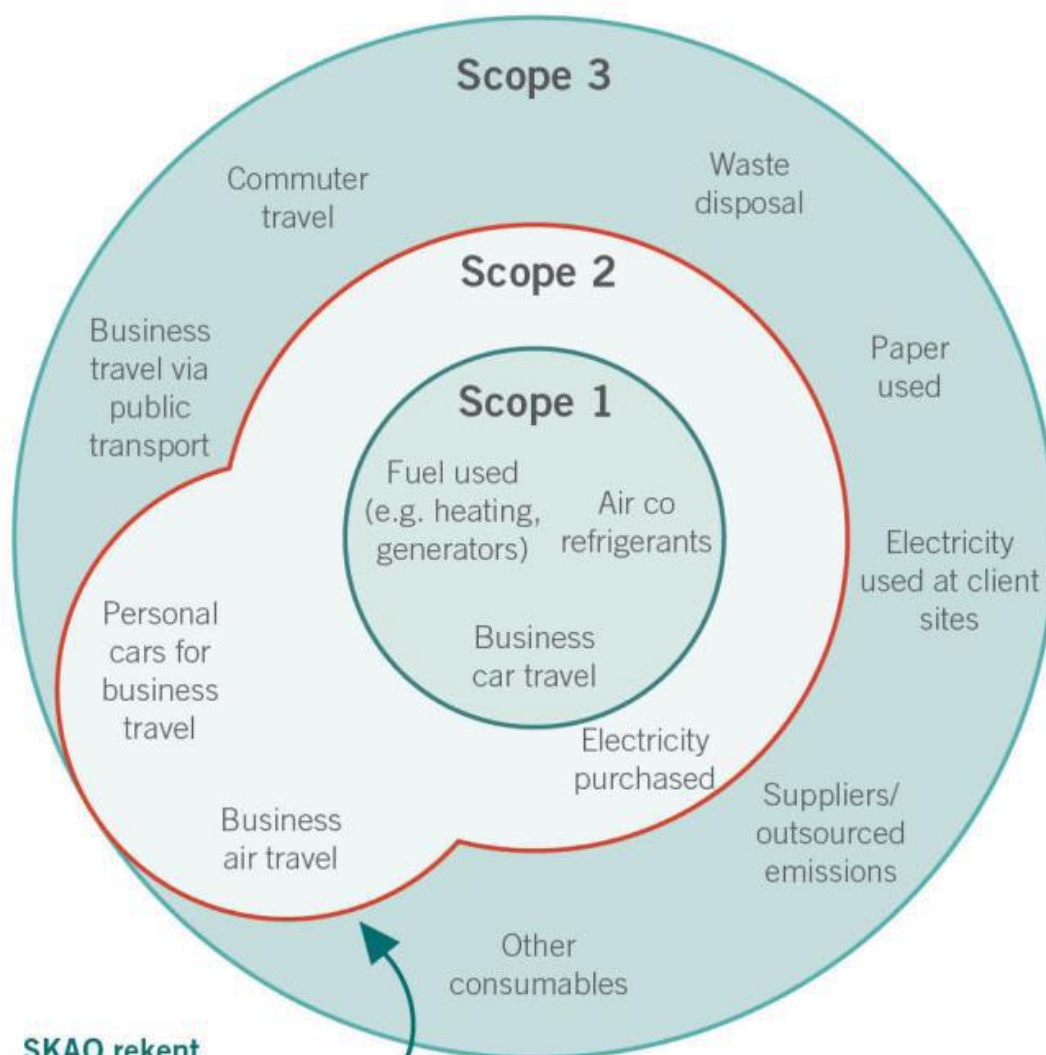 Scope 3
Commuter
travel
Waste
disposal
Scope 2
Business
travel via
public
transport
Paper
used
Scope 1
Fuel used
(e.g. heating,
generators)
Air co
refrigerants
Electricity
used at client
sites
Personal
cars for
business
travel
Business
car travel
Electricity
purchased
Suppliers/
outsourced
emissions
Business
air travel
Other
consumables
SKAO rekent